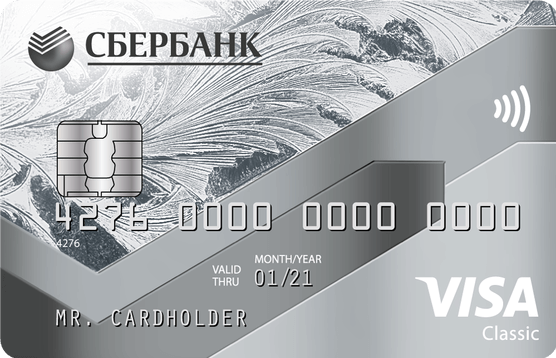 СБЕРБАНК
4276 0000 0000 0000
4276
MONTH/YEAR
VALID THRU 01/21
MR. CARDHOLDER
VISA
Classic